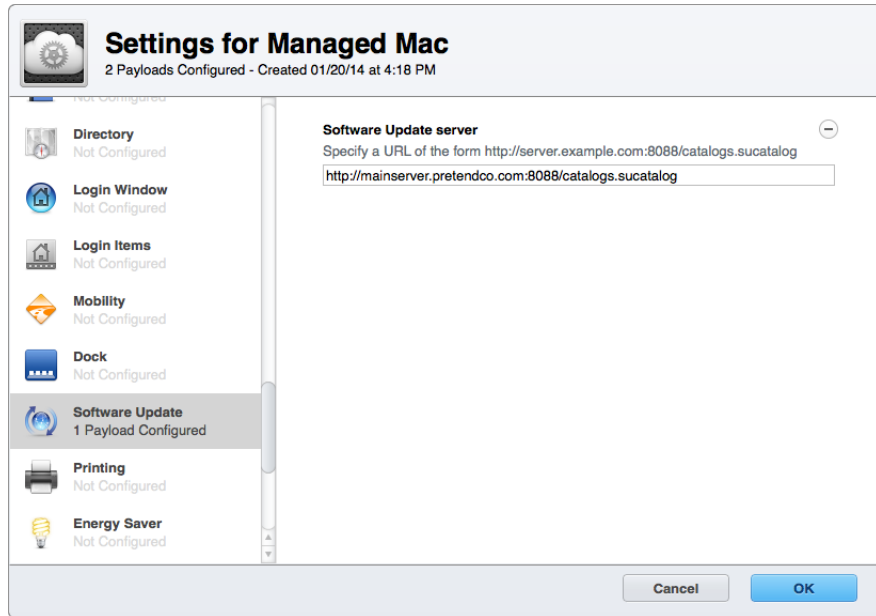 Settings for Managed Mac
2 Payloads Configured - Created 01/20/14 at 4:18 PM
Not Configured
Directory
Not Configured
Login Window
Not Configured
Login Items
Not Configured
Mobility
Not Configured
Dock
Not Configured
Software Update
1 Payload Configured
Printing
Not Configured
Energy Saver
Not Configured
Software Update server
Specify a URL of the form http://server.example.com:8088/catalogs.sucatalog
http://mainserver.pretendco.com:8088/catalogs.sucatalog
Cancel
OK